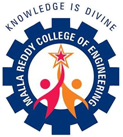 KNOWLEDGE IS DIVINE
MALLA REDDY COLLEGE OF ENGINEERING